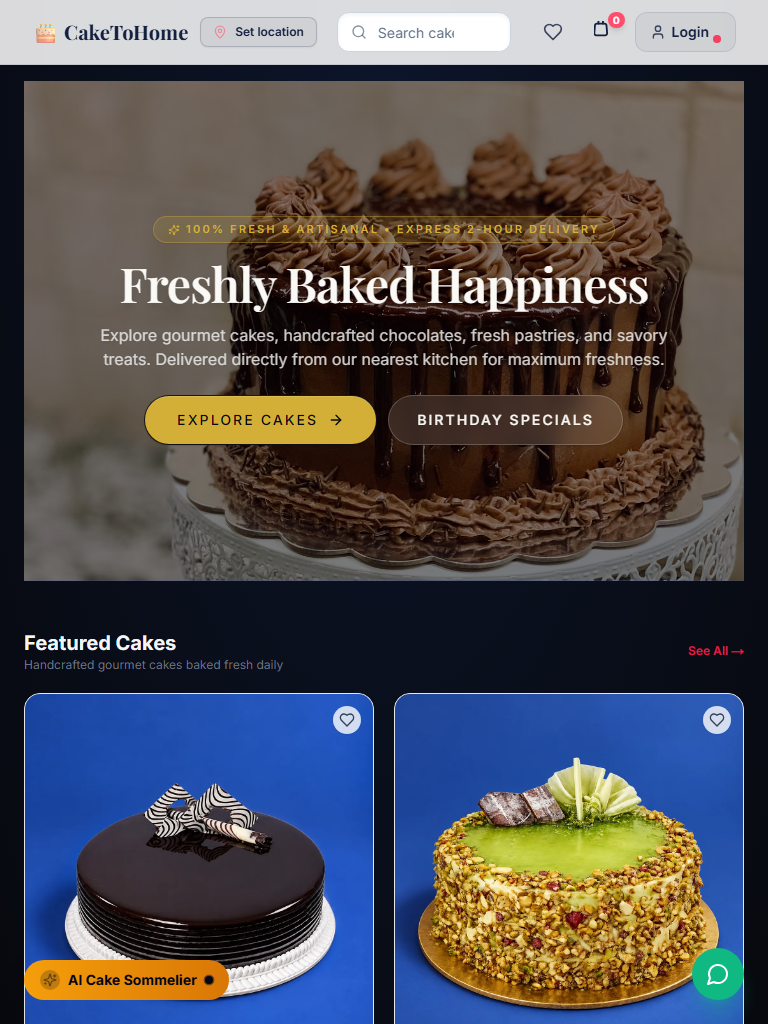 CakeToHome
Set location
Search cake
0
Login
100% FRESH & ARTISANAL • EXPRESS 2-HOUR DELIVERY
Freshly Baked Happiness
Explore gourmet cakes, handcrafted chocolates, fresh pastries, and savory
treats. Delivered directly from our nearest kitchen for maximum freshness.
EXPLORE CAKES →
BIRTHDAY SPECIALS
Featured Cakes
Handcrafted gourmet cakes baked fresh daily
See All →
AI Cake Sommelier